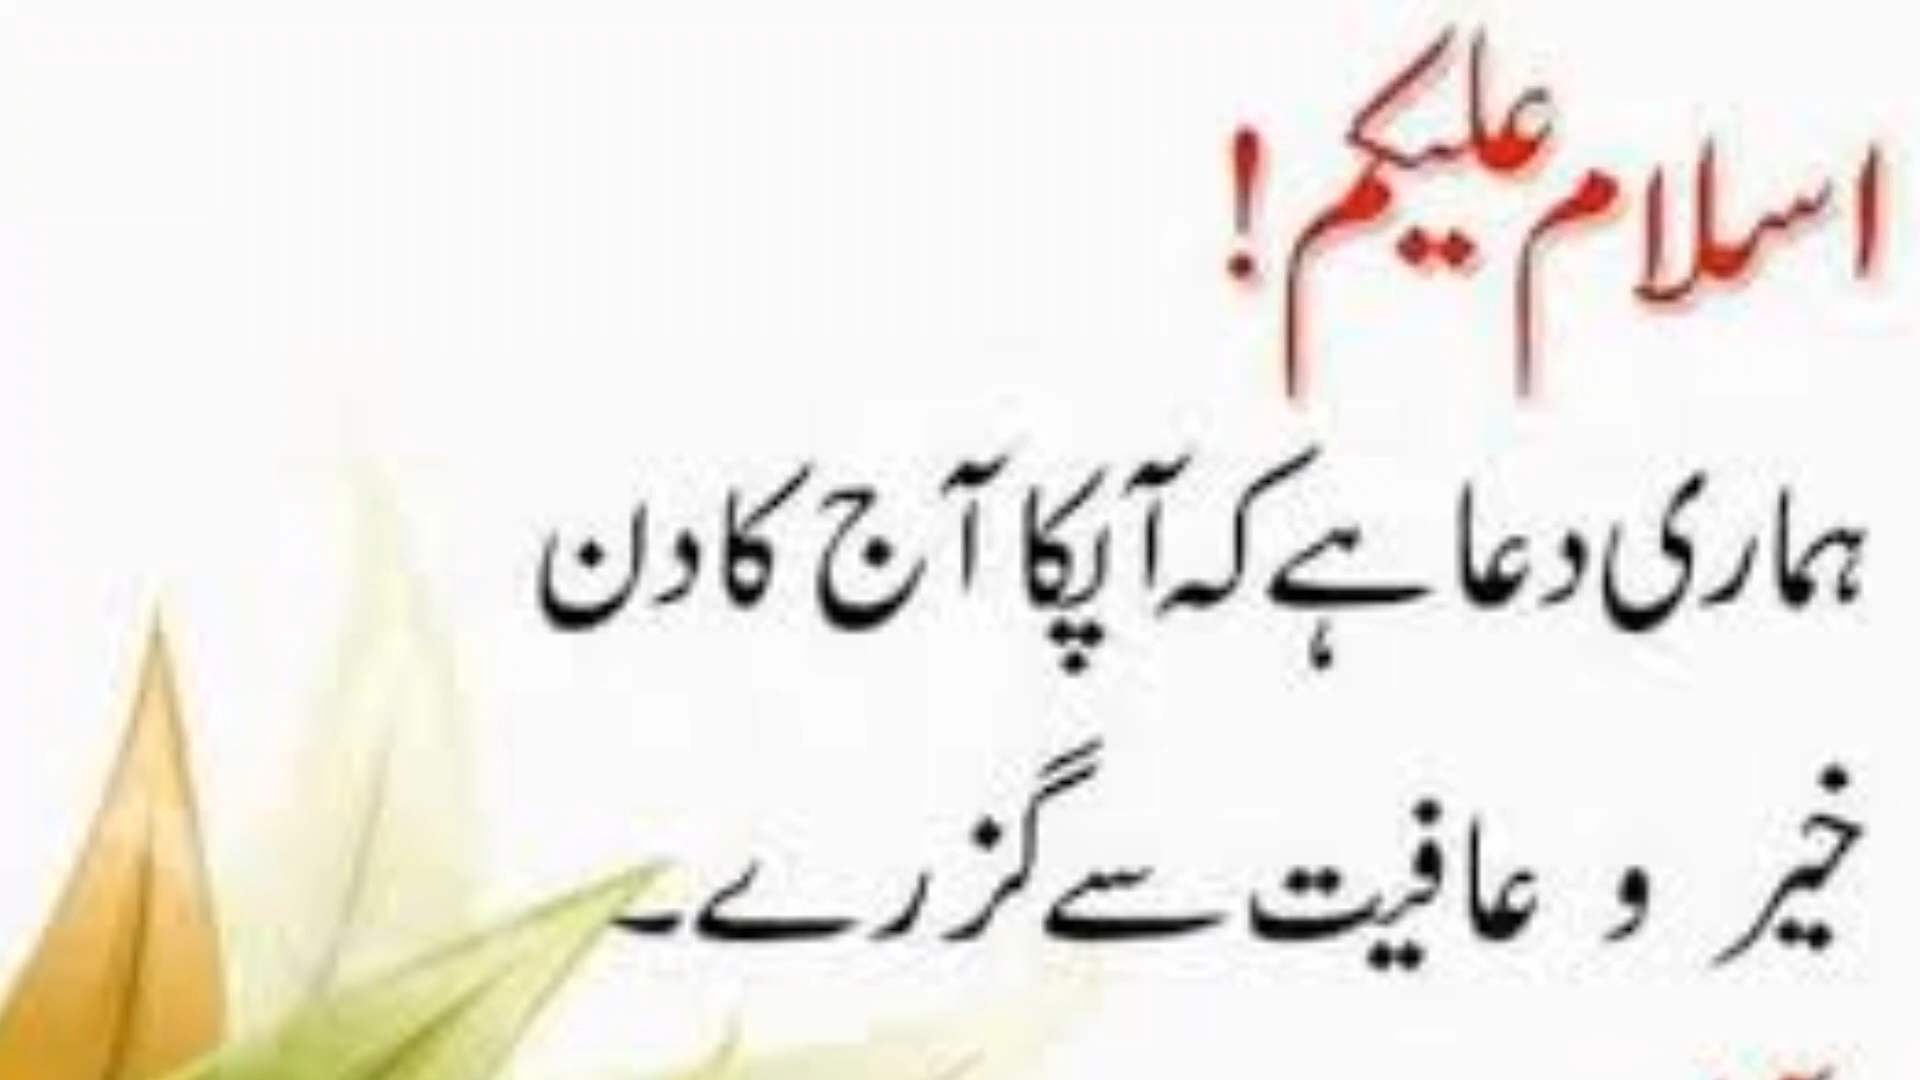 اسلام علیکم!
ہماری دعا ہے کہ آپکا آج کا دن
خیر و عافیت سے گزرے۔